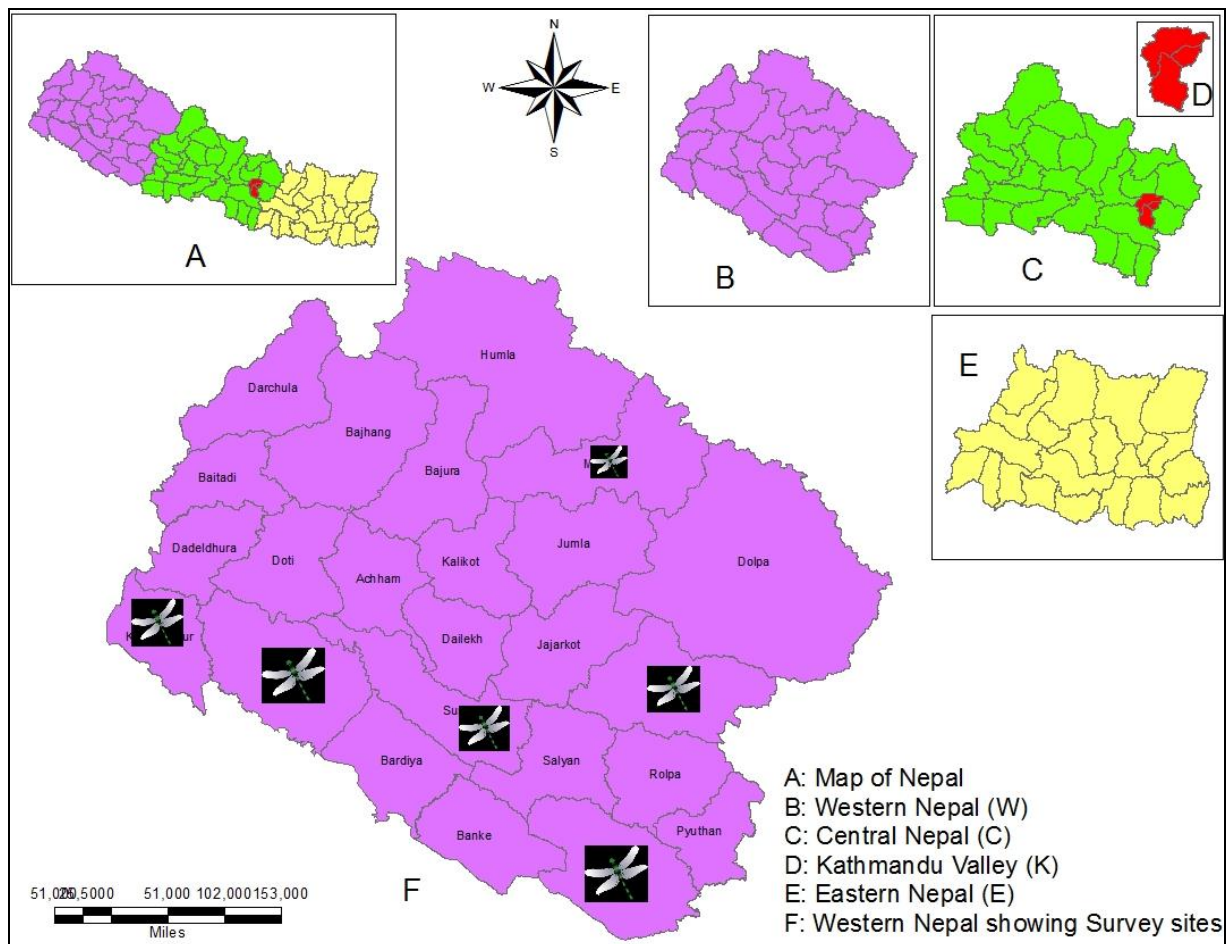 N
W
E
S
A
B
C
D
E
Humla
Darchula
Bajhang
Bajura
Baitadi
Dadeldhura
Doti
Achham
Kalikot
Jumla
Dolpa
Dailekh
Jajarkot
Bardiya
Salyan
Rolpa
Banke
Pyuthan
F
51,000
51,000 102,000 153,000
Miles
A: Map of Nepal
B: Western Nepal (W)
C: Central Nepal (C)
D: Kathmandu Valley (K)
E: Eastern Nepal (E)
F: Western Nepal showing Survey sites